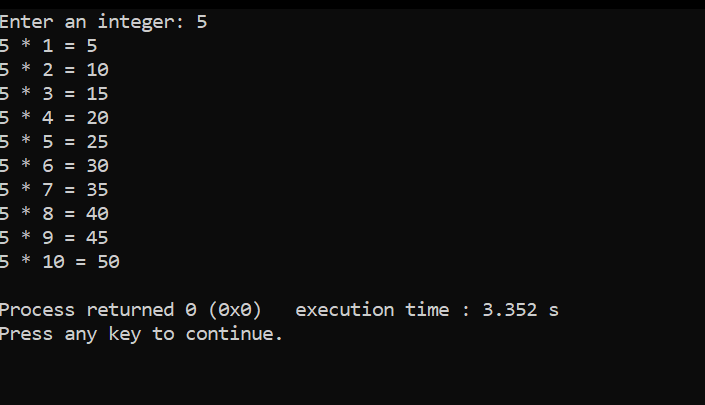 Enter an integer: 5
5 * 1 = 5
5 * 2 = 10
5 * 3 = 15
5 * 4 = 20
5 * 5 = 25
5 * 6 = 30
5 * 7 = 35
5 * 8 = 40
5 * 9 = 45
5 * 10 = 50
Process returned 0 (0x0)   execution time : 3.352 s
Press any key to continue.